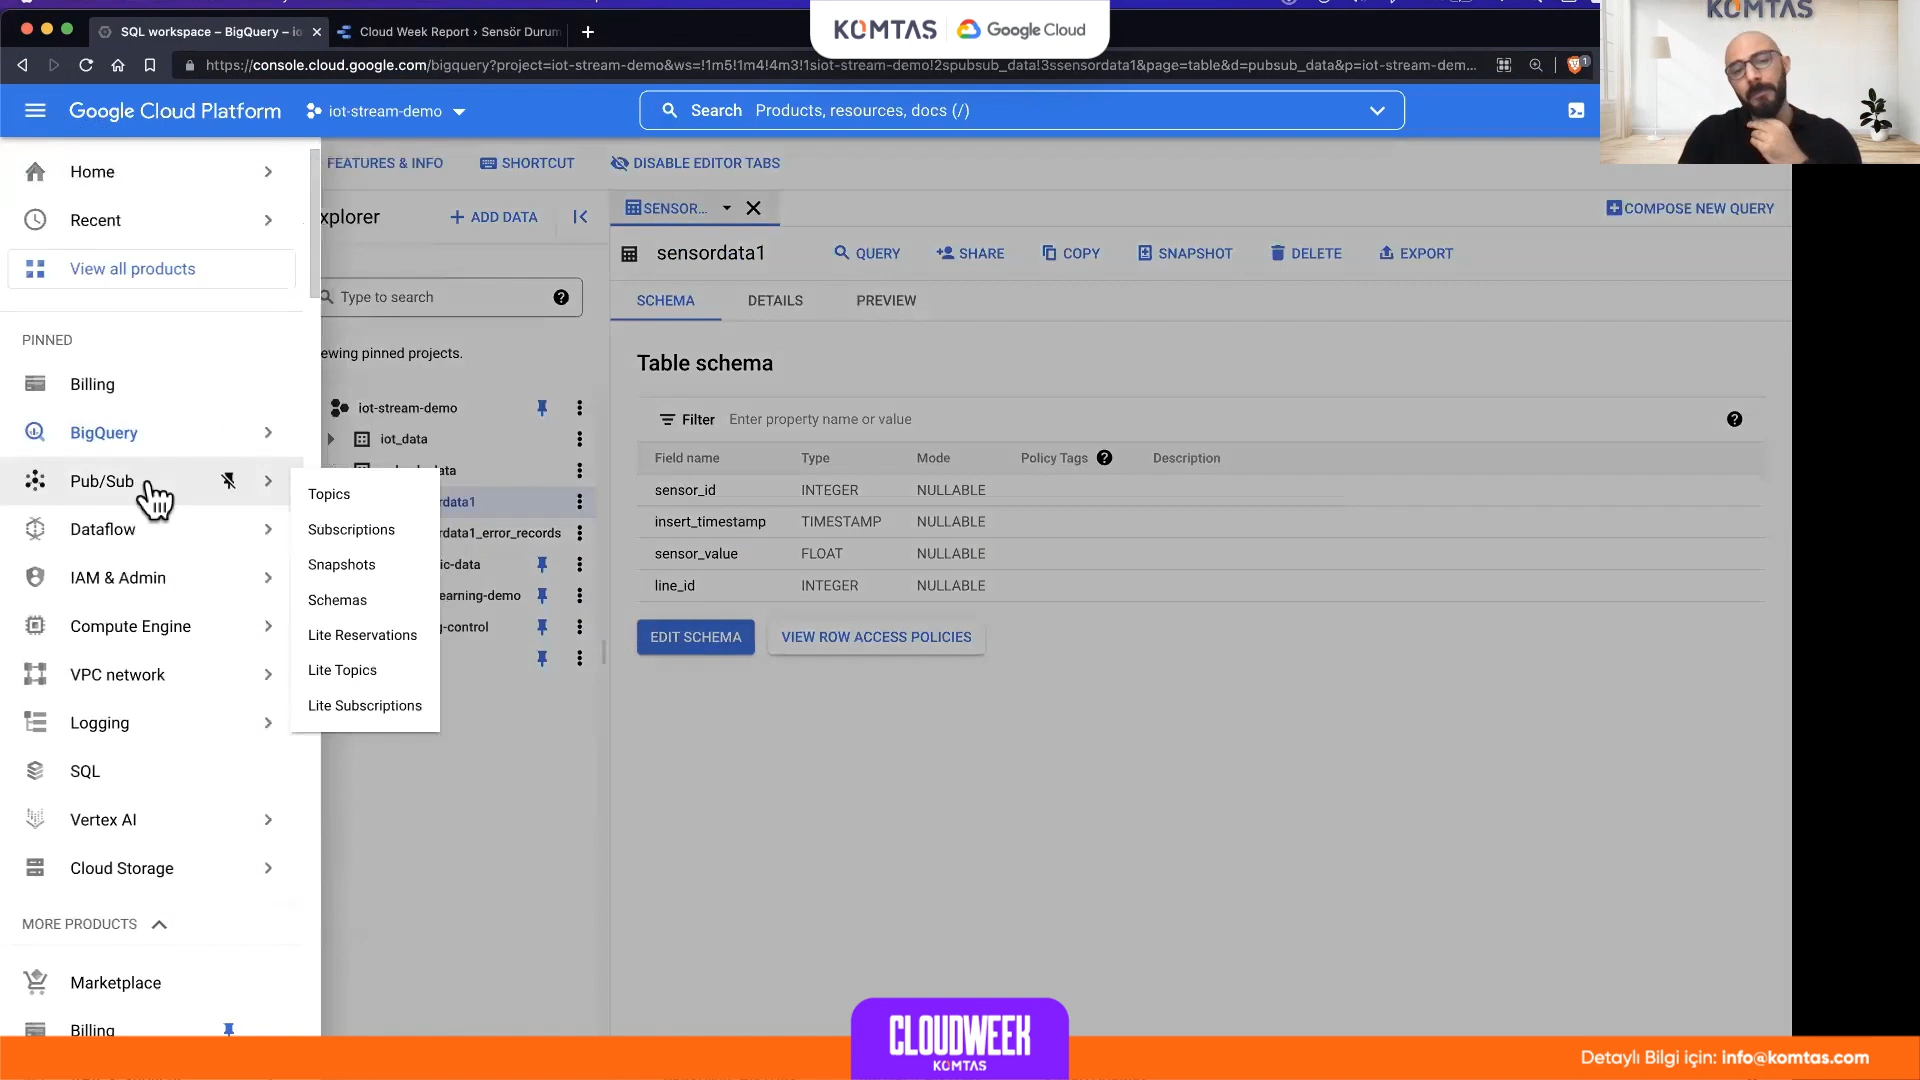 SQL workspace – BigQuery – io
Cloud Week Report › Sensör Durum
KOMTAS
Google Cloud
KOMTAS
https://console.cloud.google.com/bigquery?project=iot-stream-demo&ws=!1m5!1m4!4m3!1siot-stream-demo!2spubsub_data!3ssensordata1&page=table&d=pubsub_data&p=iot-stream-dem...
1
Google Cloud Platform
iot-stream-demo
Search Products, resources, docs (/)
Home
Recent
View all products
PINNED
Billing
BigQuery
Pub/Sub
Dataflow
IAM & Admin
Compute Engine
VPC network
Logging
SQL
Vertex AI
Cloud Storage
MORE PRODUCTS
Marketplace
Billing
Topics
Subscriptions
Snapshots
Schemas
Lite Reservations
Lite Topics
Lite Subscriptions
FEATURES & INFO
SHORTCUT
DISABLE EDITOR TABS
xplorer
ADD DATA
Type to search
ewing pinned projects.
iot-stream-demo
iot_data
ata
rdata1
rdata1_error_records
ic-data
earning-demo
g-control
SENSOR...
COMPOSE NEW QUERY
sensordata1
QUERY
SHARE
COPY
SNAPSHOT
DELETE
EXPORT
SCHEMA
DETAILS
PREVIEW
Table schema
Filter Enter property name or value
Field name Type Mode Policy Tags Description
sensor_id INTEGER NULLABLE
insert_timestamp TIMESTAMP NULLABLE
sensor_value FLOAT NULLABLE
line_id INTEGER NULLABLE
EDIT SCHEMA
VIEW ROW ACCESS POLICIES
CLOUDWEEK
KOMTAS
Detaylı Bilgi için: info@komtas.com